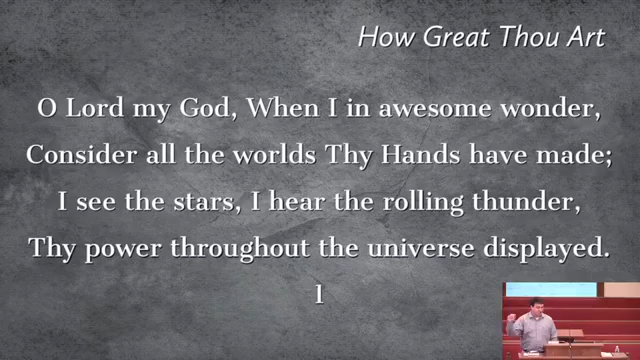 How Great Thou Art
O Lord my God, When I in awesome wonder,
Consider all the worlds Thy Hands have made;
I see the stars, I hear the rolling thunder,
Thy power throughout the universe displayed.
1